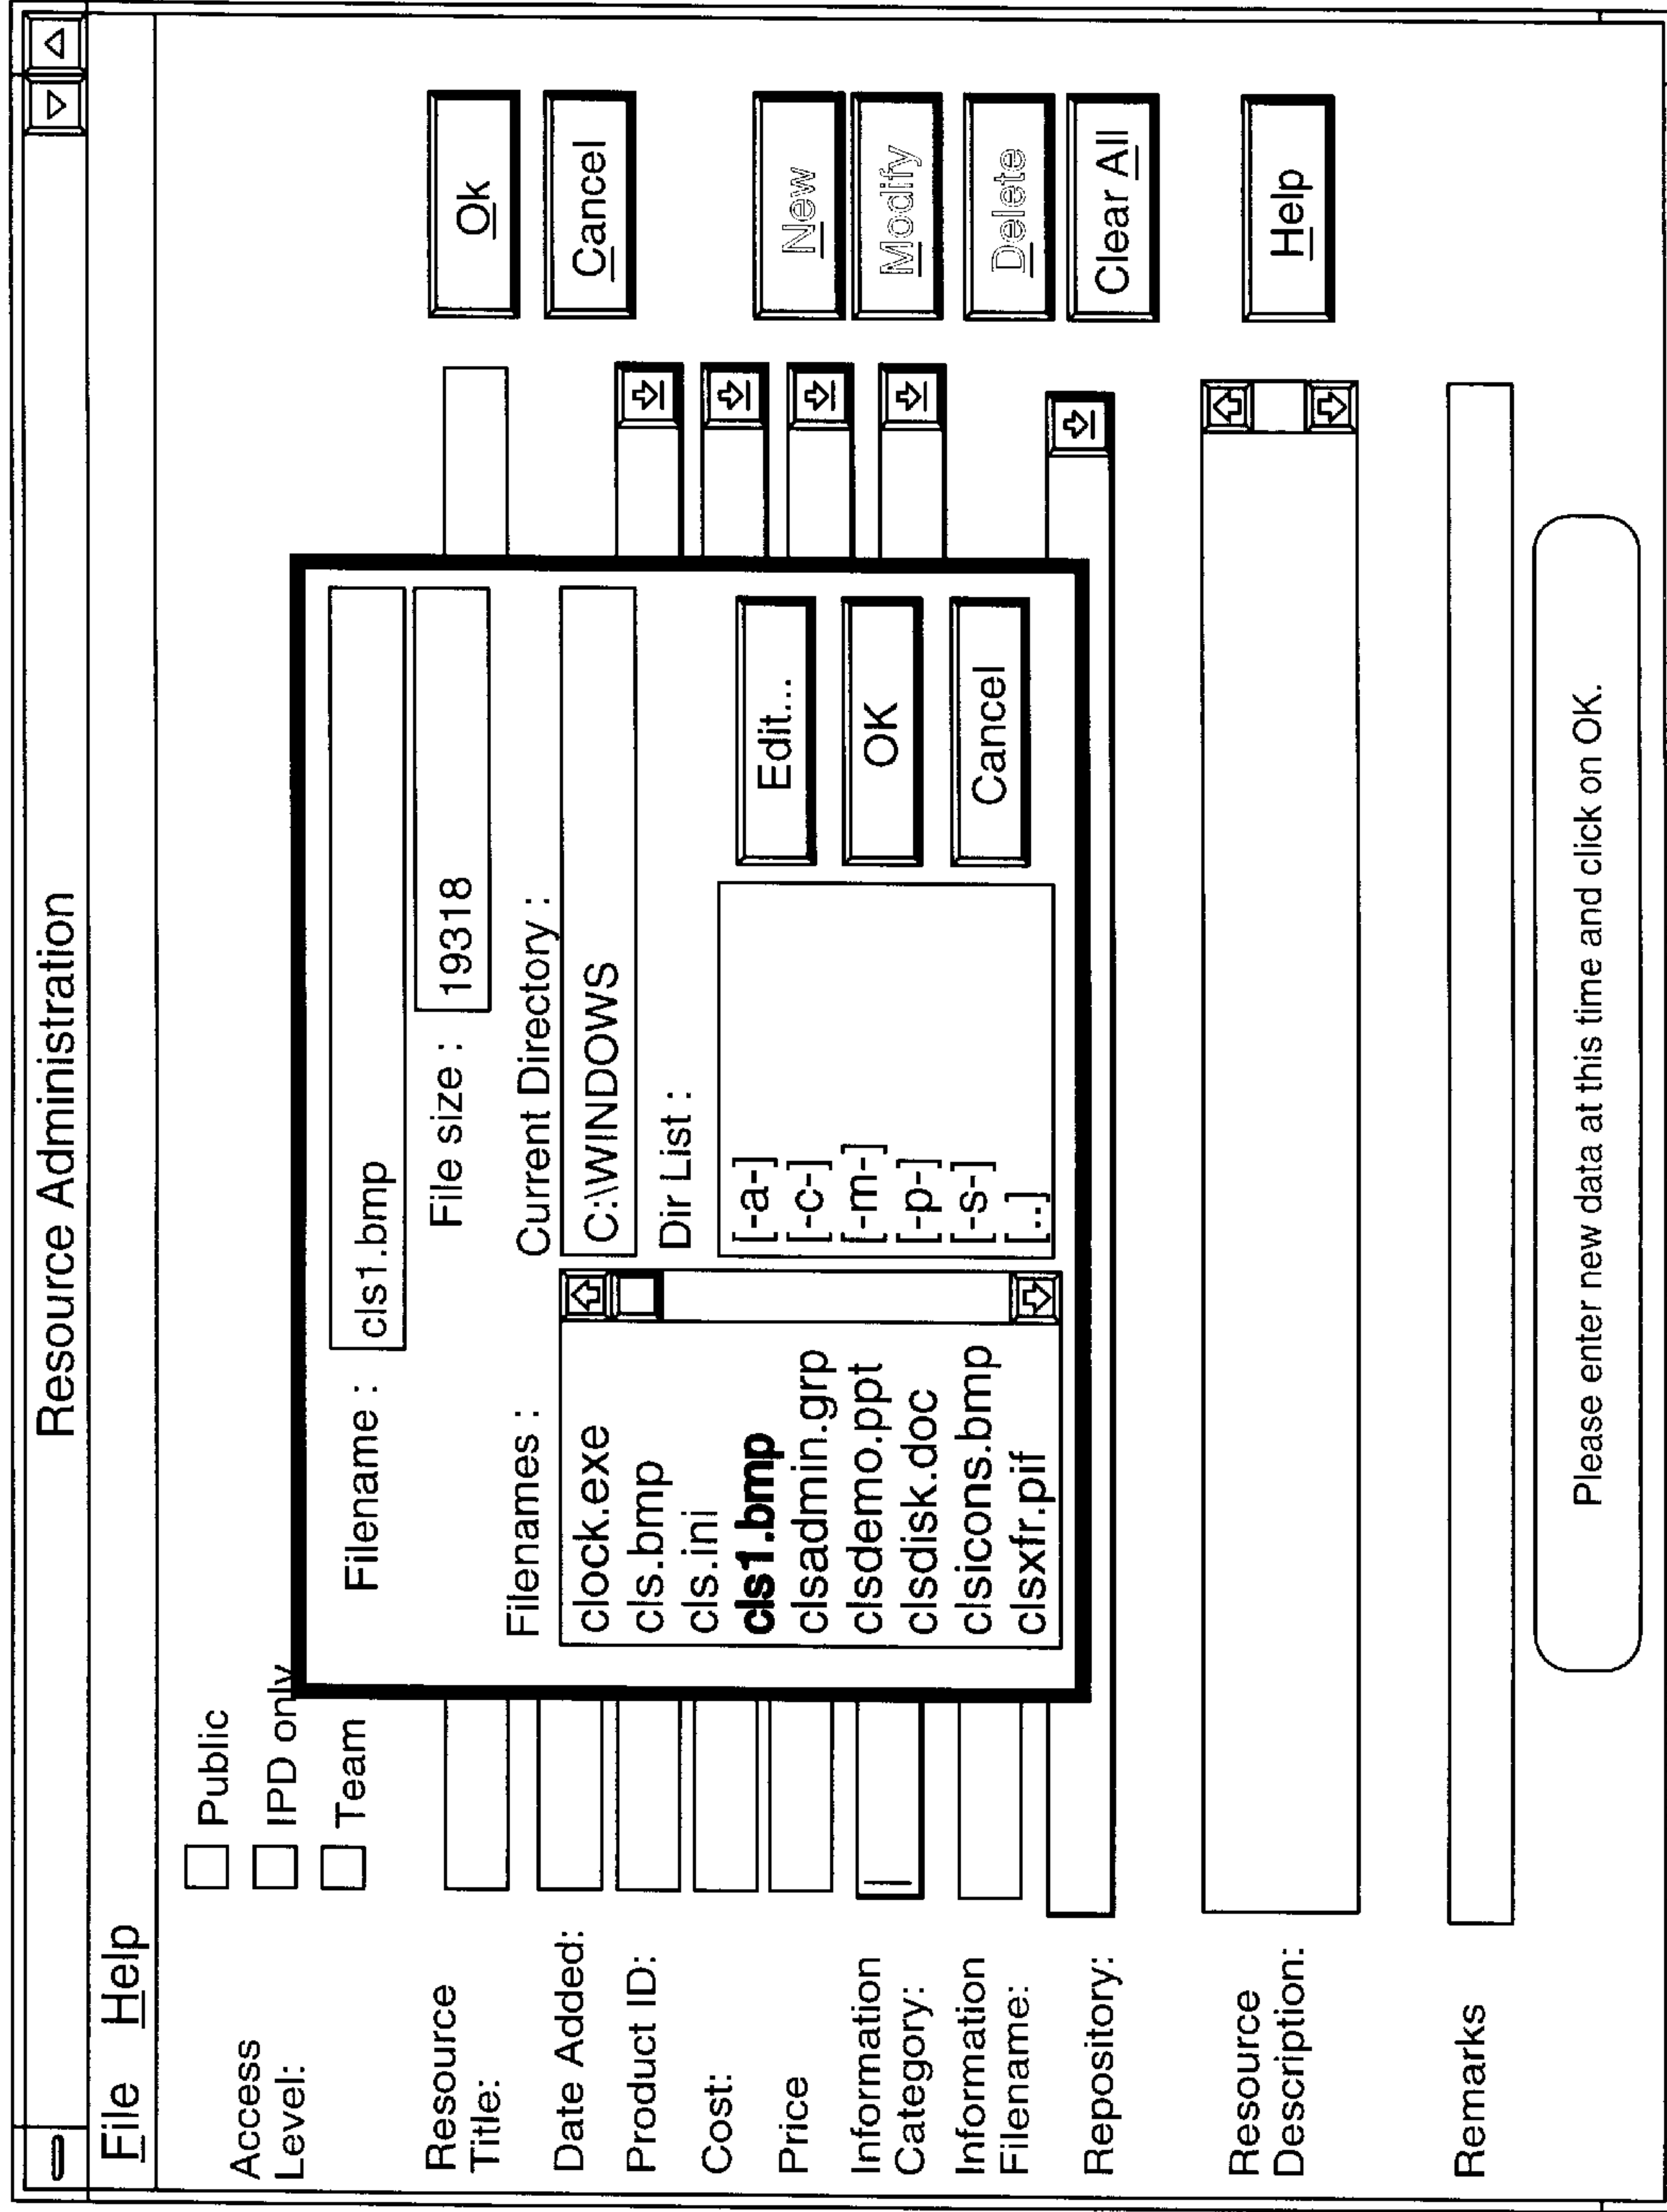 Resource Administration
File Help
Access
Level:
Public
IPD only
Team
Resource
Title:
Date Added:
Product ID:
Cost:
Price
Information
Category:
Information
Filename:
Repository:
Resource
Description:
Remarks
Filename : cls1.bmp
File size : 19318
Filenames :
clock.exe
cls.bmp
cls.ini
cls1.bmp
clsadmin.grp
clsdemo.ppt
clsdisk.doc
clsicons.bmp
clsxfr.pif
Current Directory :
C:\WINDOWS
Dir List :
[-a-]
[-c-]
[-m-]
[-p-]
[-s-]
[..]
Edit...
OK
Cancel
Ok
Cancel
New
Modify
Delete
Clear All
Help
Please enter new data at this time and click on OK.